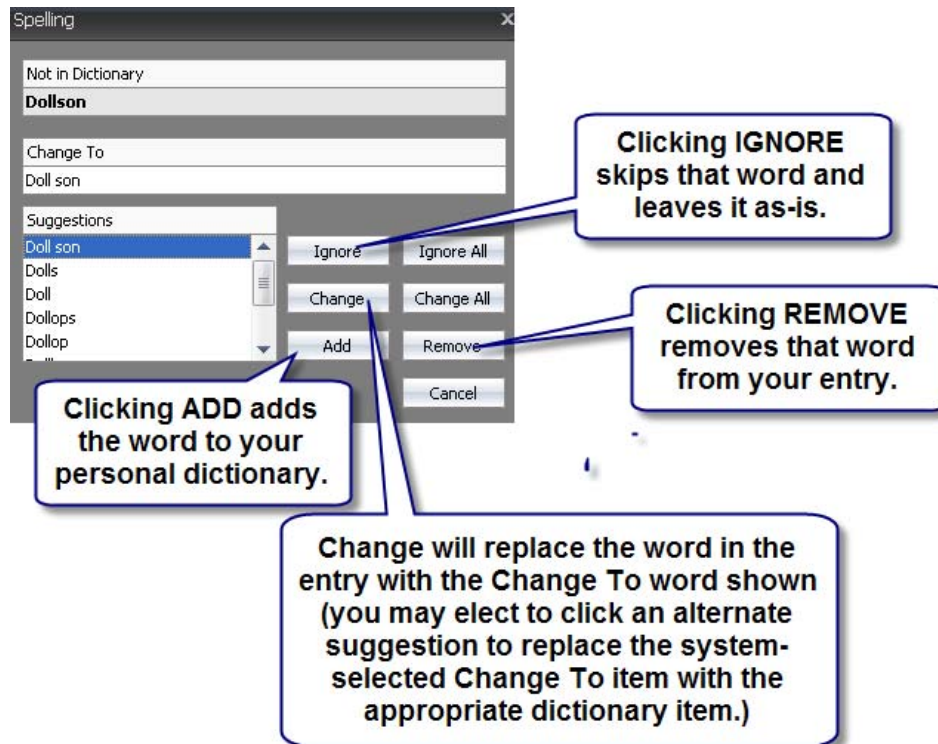 Spelling
x
Not in Dictionary
Dollson
Change To
Doll son
Suggestions
Doll son
Dolls
Doll
Dollops
Dollop
Ignore
Ignore All
Change
Change All
Add
Remove
Cancel
Clicking IGNORE
skips that word and
leaves it as-is.
Clicking REMOVE
removes that word
from your entry.
Clicking ADD adds
the word to your
personal dictionary.
Change will replace the word in the
entry with the Change To word shown
(you may elect to click an alternate
suggestion to replace the system-
selected Change To item with the
appropriate dictionary item.)